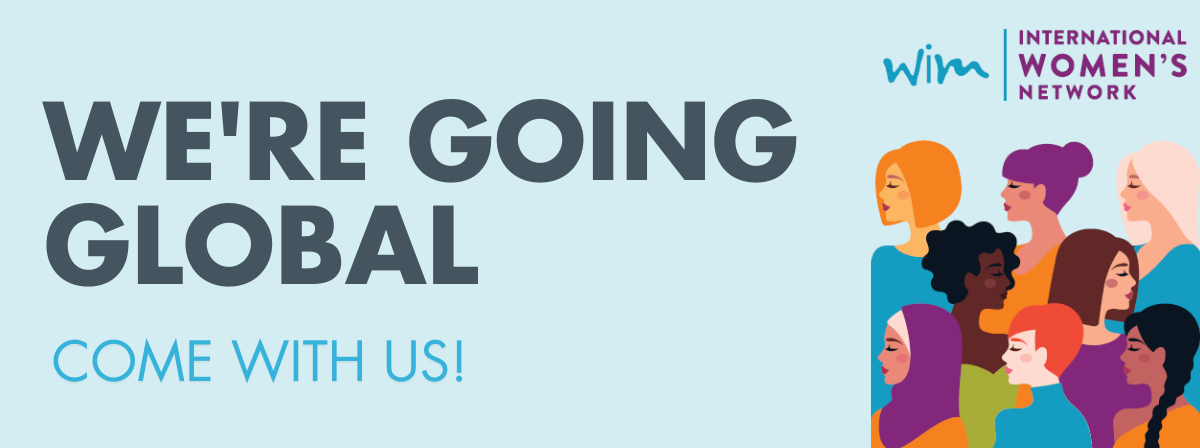 WE'RE GOING
GLOBAL
COME WITH US!
wim
INTERNATIONAL
WOMEN'S
NETWORK